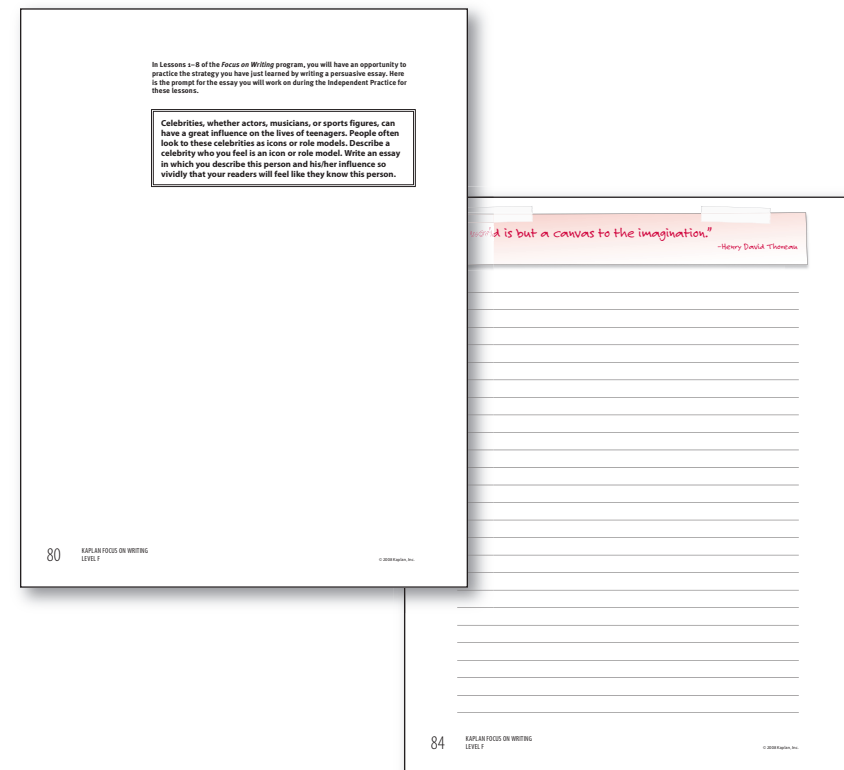 In Lessons 1–8 of the Focus on Writing program, you will have an opportunity to
practice the strategy you have just learned by writing a persuasive essay. Here
is the prompt for the essay you will work on during the Independent Practice for
these lessons.
Celebrities, whether actors, musicians, or sports figures, can
have a great influence on the lives of teenagers. People often
look to these celebrities as icons or role models. Describe a
celebrity who you feel is an icon or role model. Write an essay
in which you describe this person and his/her influence so
vividly that your readers will feel like they know this person.
80
KAPLAN FOCUS ON WRITING
LEVEL F
© 2008 Kaplan, Inc.
is but a canvas to the imagination."
-Henry David Thoreau
84
KAPLAN FOCUS ON WRITING
LEVEL F
© 2008 Kaplan, Inc.